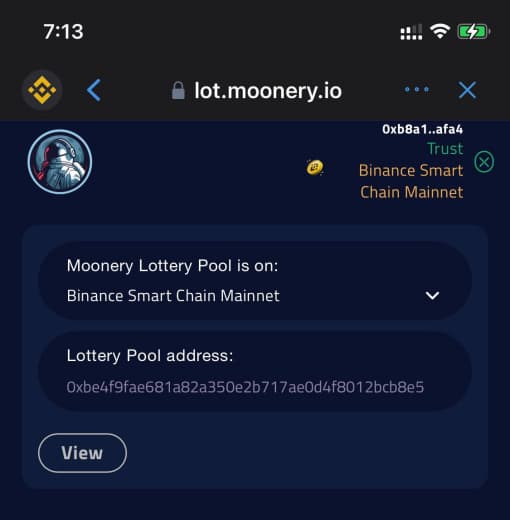 7:13
lot.moonery.io
0xb8a1..afa4
Trust
Binance Smart
Chain Mainnet
Moonery Lottery Pool is on:
Binance Smart Chain Mainnet
Lottery Pool address:
0xbe4f9fae681a82a350e2b717ae0d4f8012bcb8e5
View